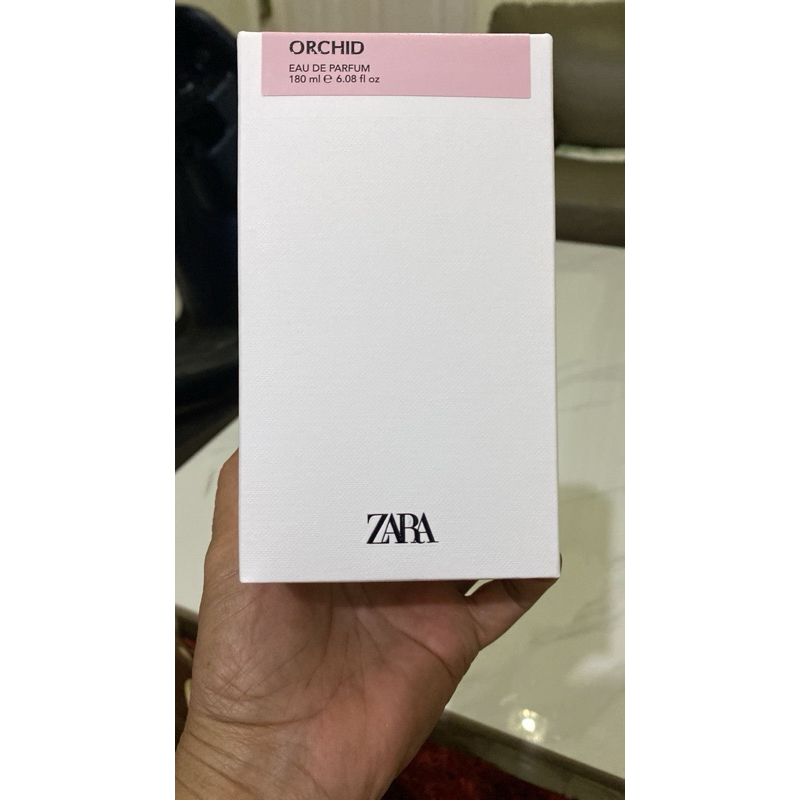 ORCHID
EAU DE PARFUM
180 ml ℮ 6.08 fl oz
ZARA